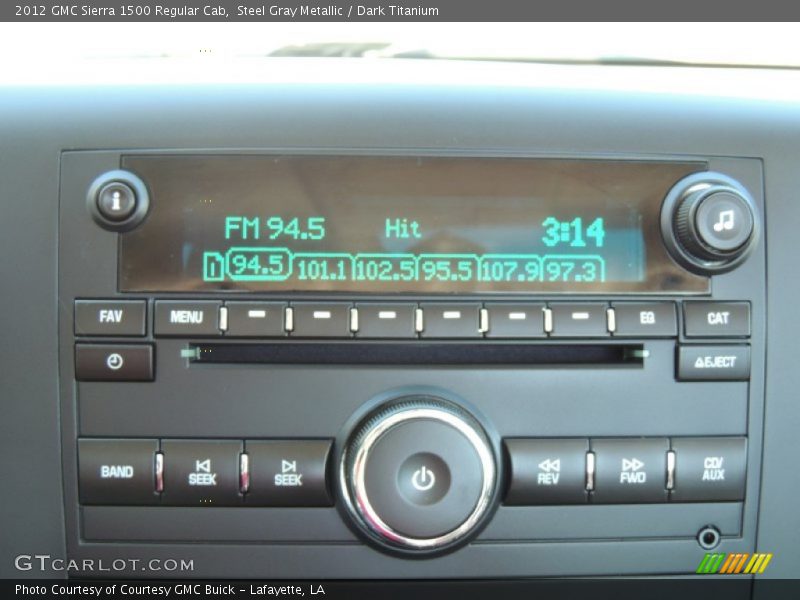 2012 GMC Sierra 1500 Regular Cab,  Steel Gray Metallic / Dark Titanium
i
FM 94.5 Hit 3:14
1 94.5 101.1 102.5 95.5 107.9 97.3
FAV MENU EQ CAT
EJECT
BAND SEEK SEEK REV FWD CD/
AUX
GTCARLOT.COM
Photo Courtesy of Courtesy GMC Buick - Lafayette, LA